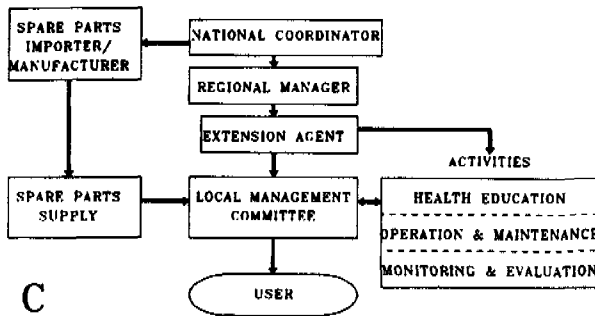 SPARE PARTS
IMPORTER/
MANUFACTURER
NATIONAL COORDINATOR
REGIONAL MANAGER
EXTENSION AGENT
ACTIVITIES
SPARE PARTS
SUPPLY
LOCAL MANAGEMENT
COMMITTEE
HEALTH EDUCATION
OPERATION & MAINTENANCE
MONITORING & EVALUATION
USER
C